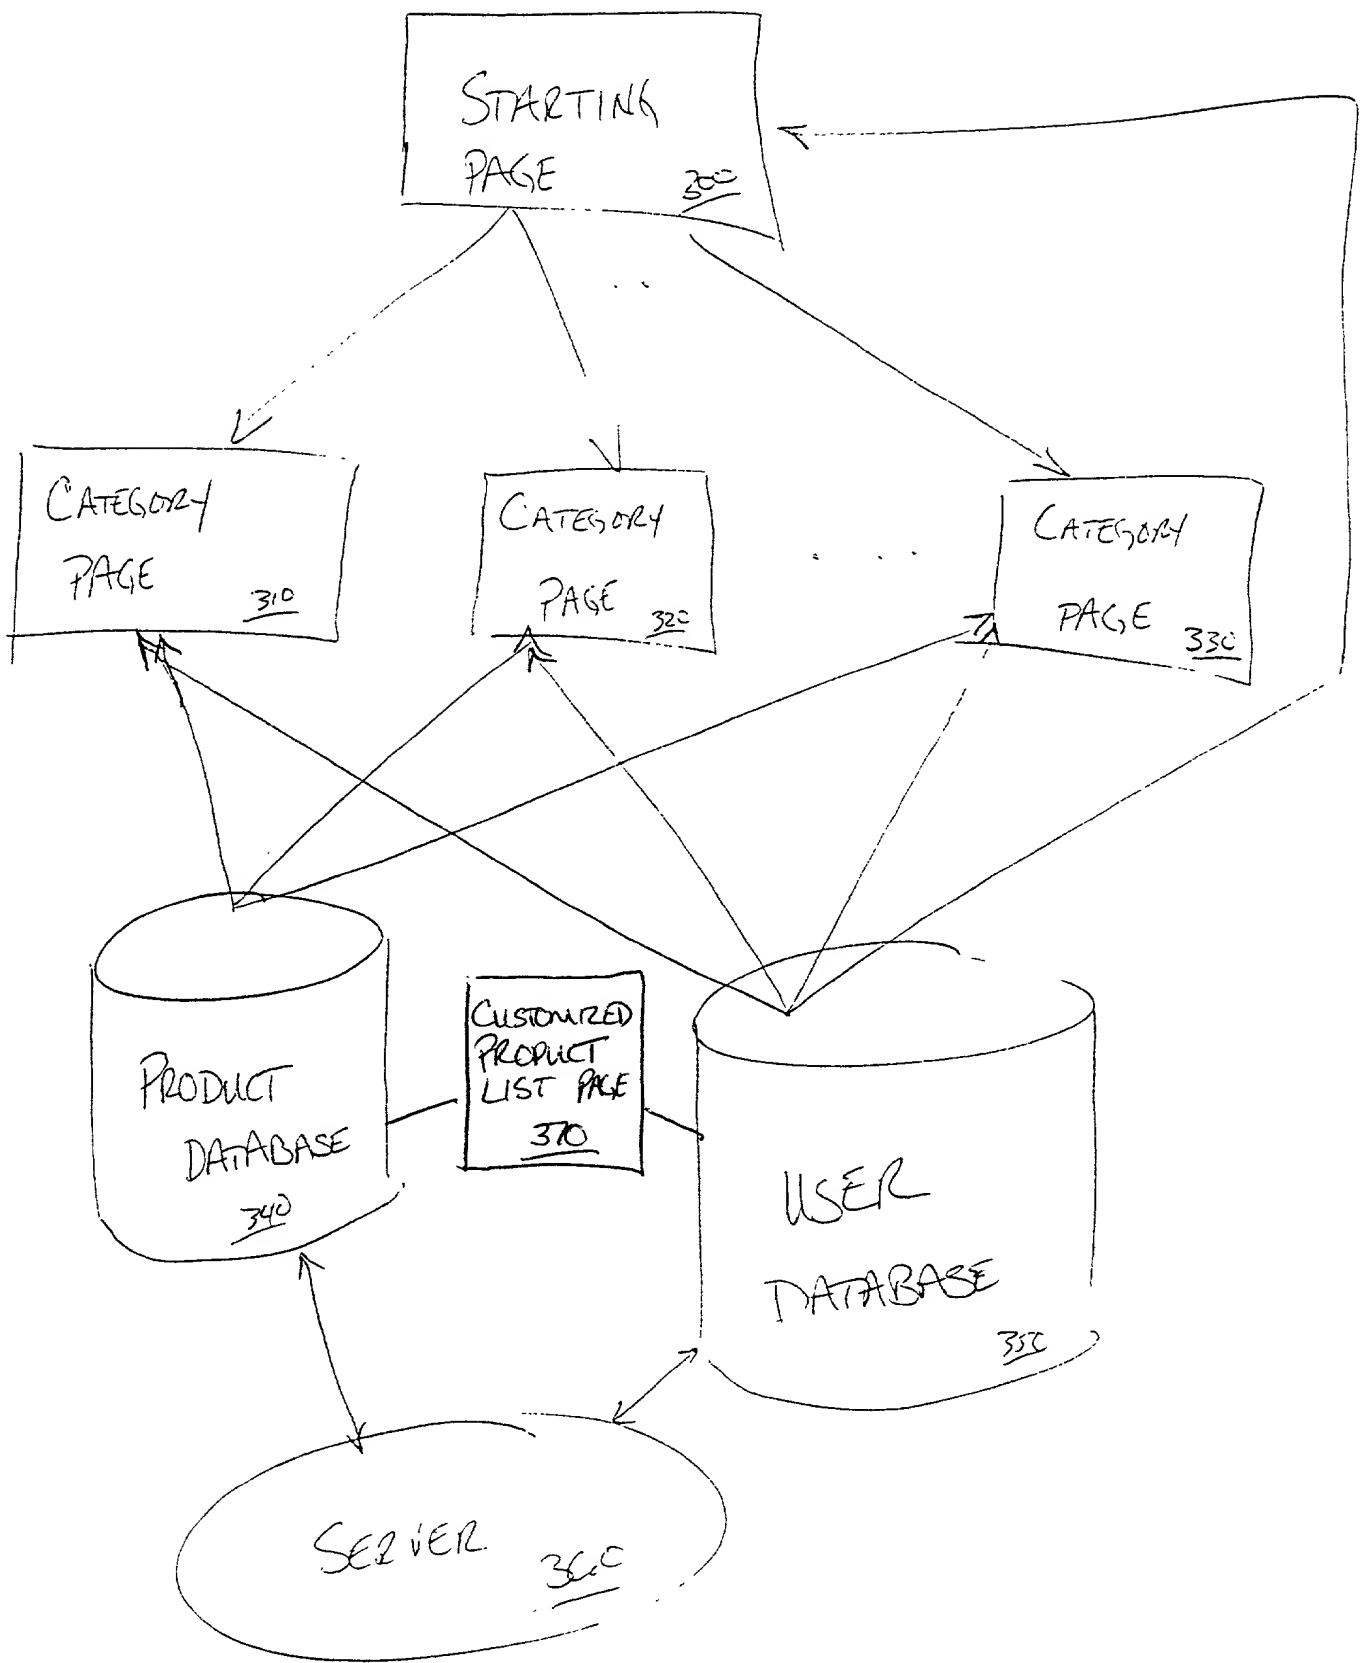 STARTING
PAGE
300
CATEGORY
PAGE
310
CATEGORY
PAGE
320
CATEGORY
PAGE
330
PRODUCT
DATABASE
340
CUSTOMIZED
PRODUCT
LIST PAGE
370
USER
DATABASE
350
SERVER
360